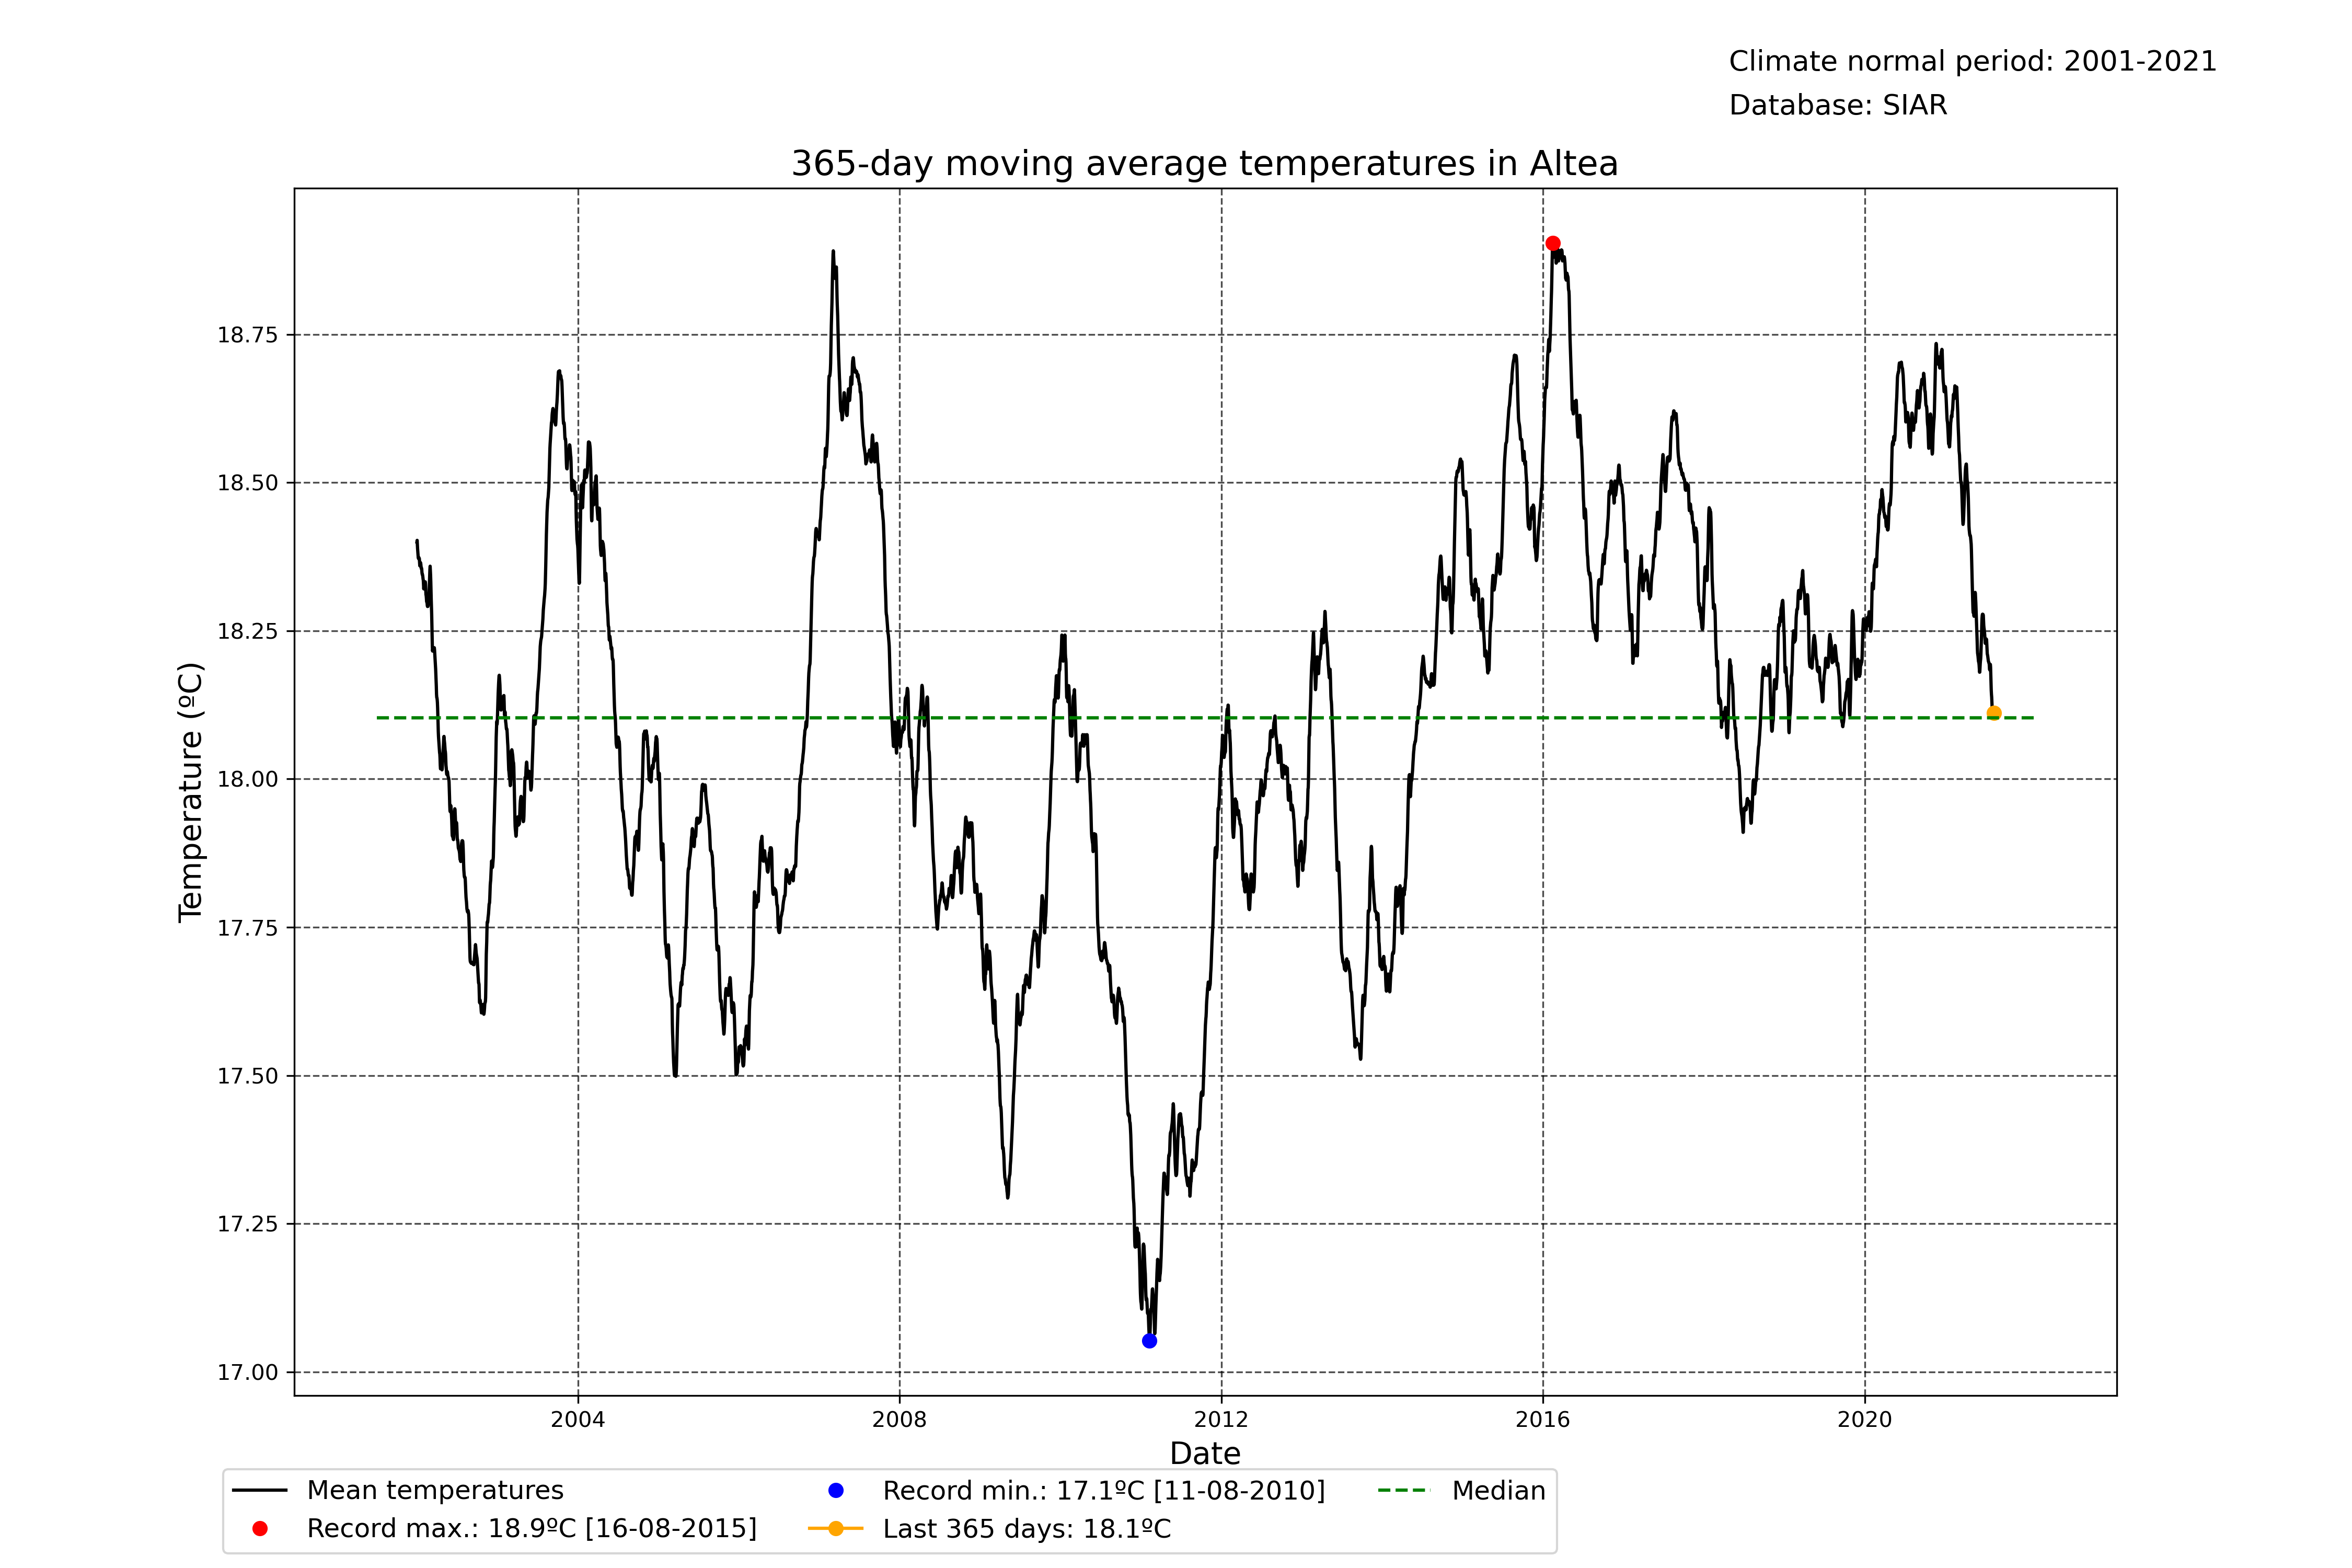 Climate normal period: 2001-2021
Database: SIAR
365-day moving average temperatures in Altea
Temperature (ºC)
18.75
18.50
18.25
18.00
17.75
17.50
17.25
17.00
2004 2008 2012 2016 2020
Date
Mean temperatures
Record max.: 18.9ºC [16-08-2015]
Record min.: 17.1ºC [11-08-2010]
Last 365 days: 18.1ºC
Median